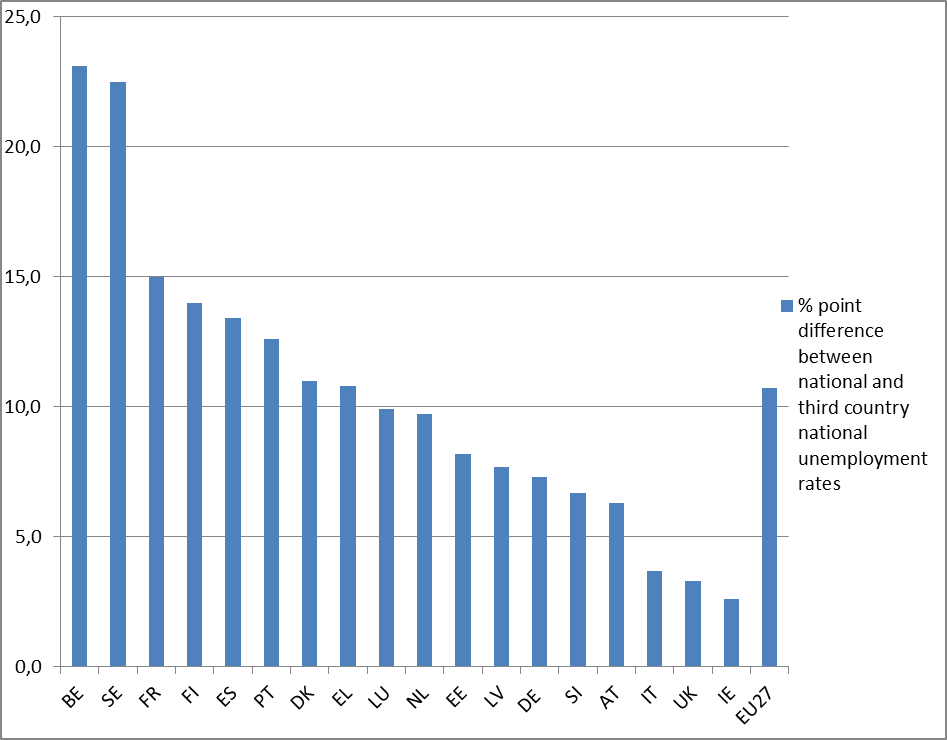 25,0
20,0
15,0
10,0
5,0
0,0
BE SE FR FI ES PT DK EL LU NL EE LV DE SI AT IT UK IE EU27
% point
difference
between
national and
third country
national
unemployment
rates